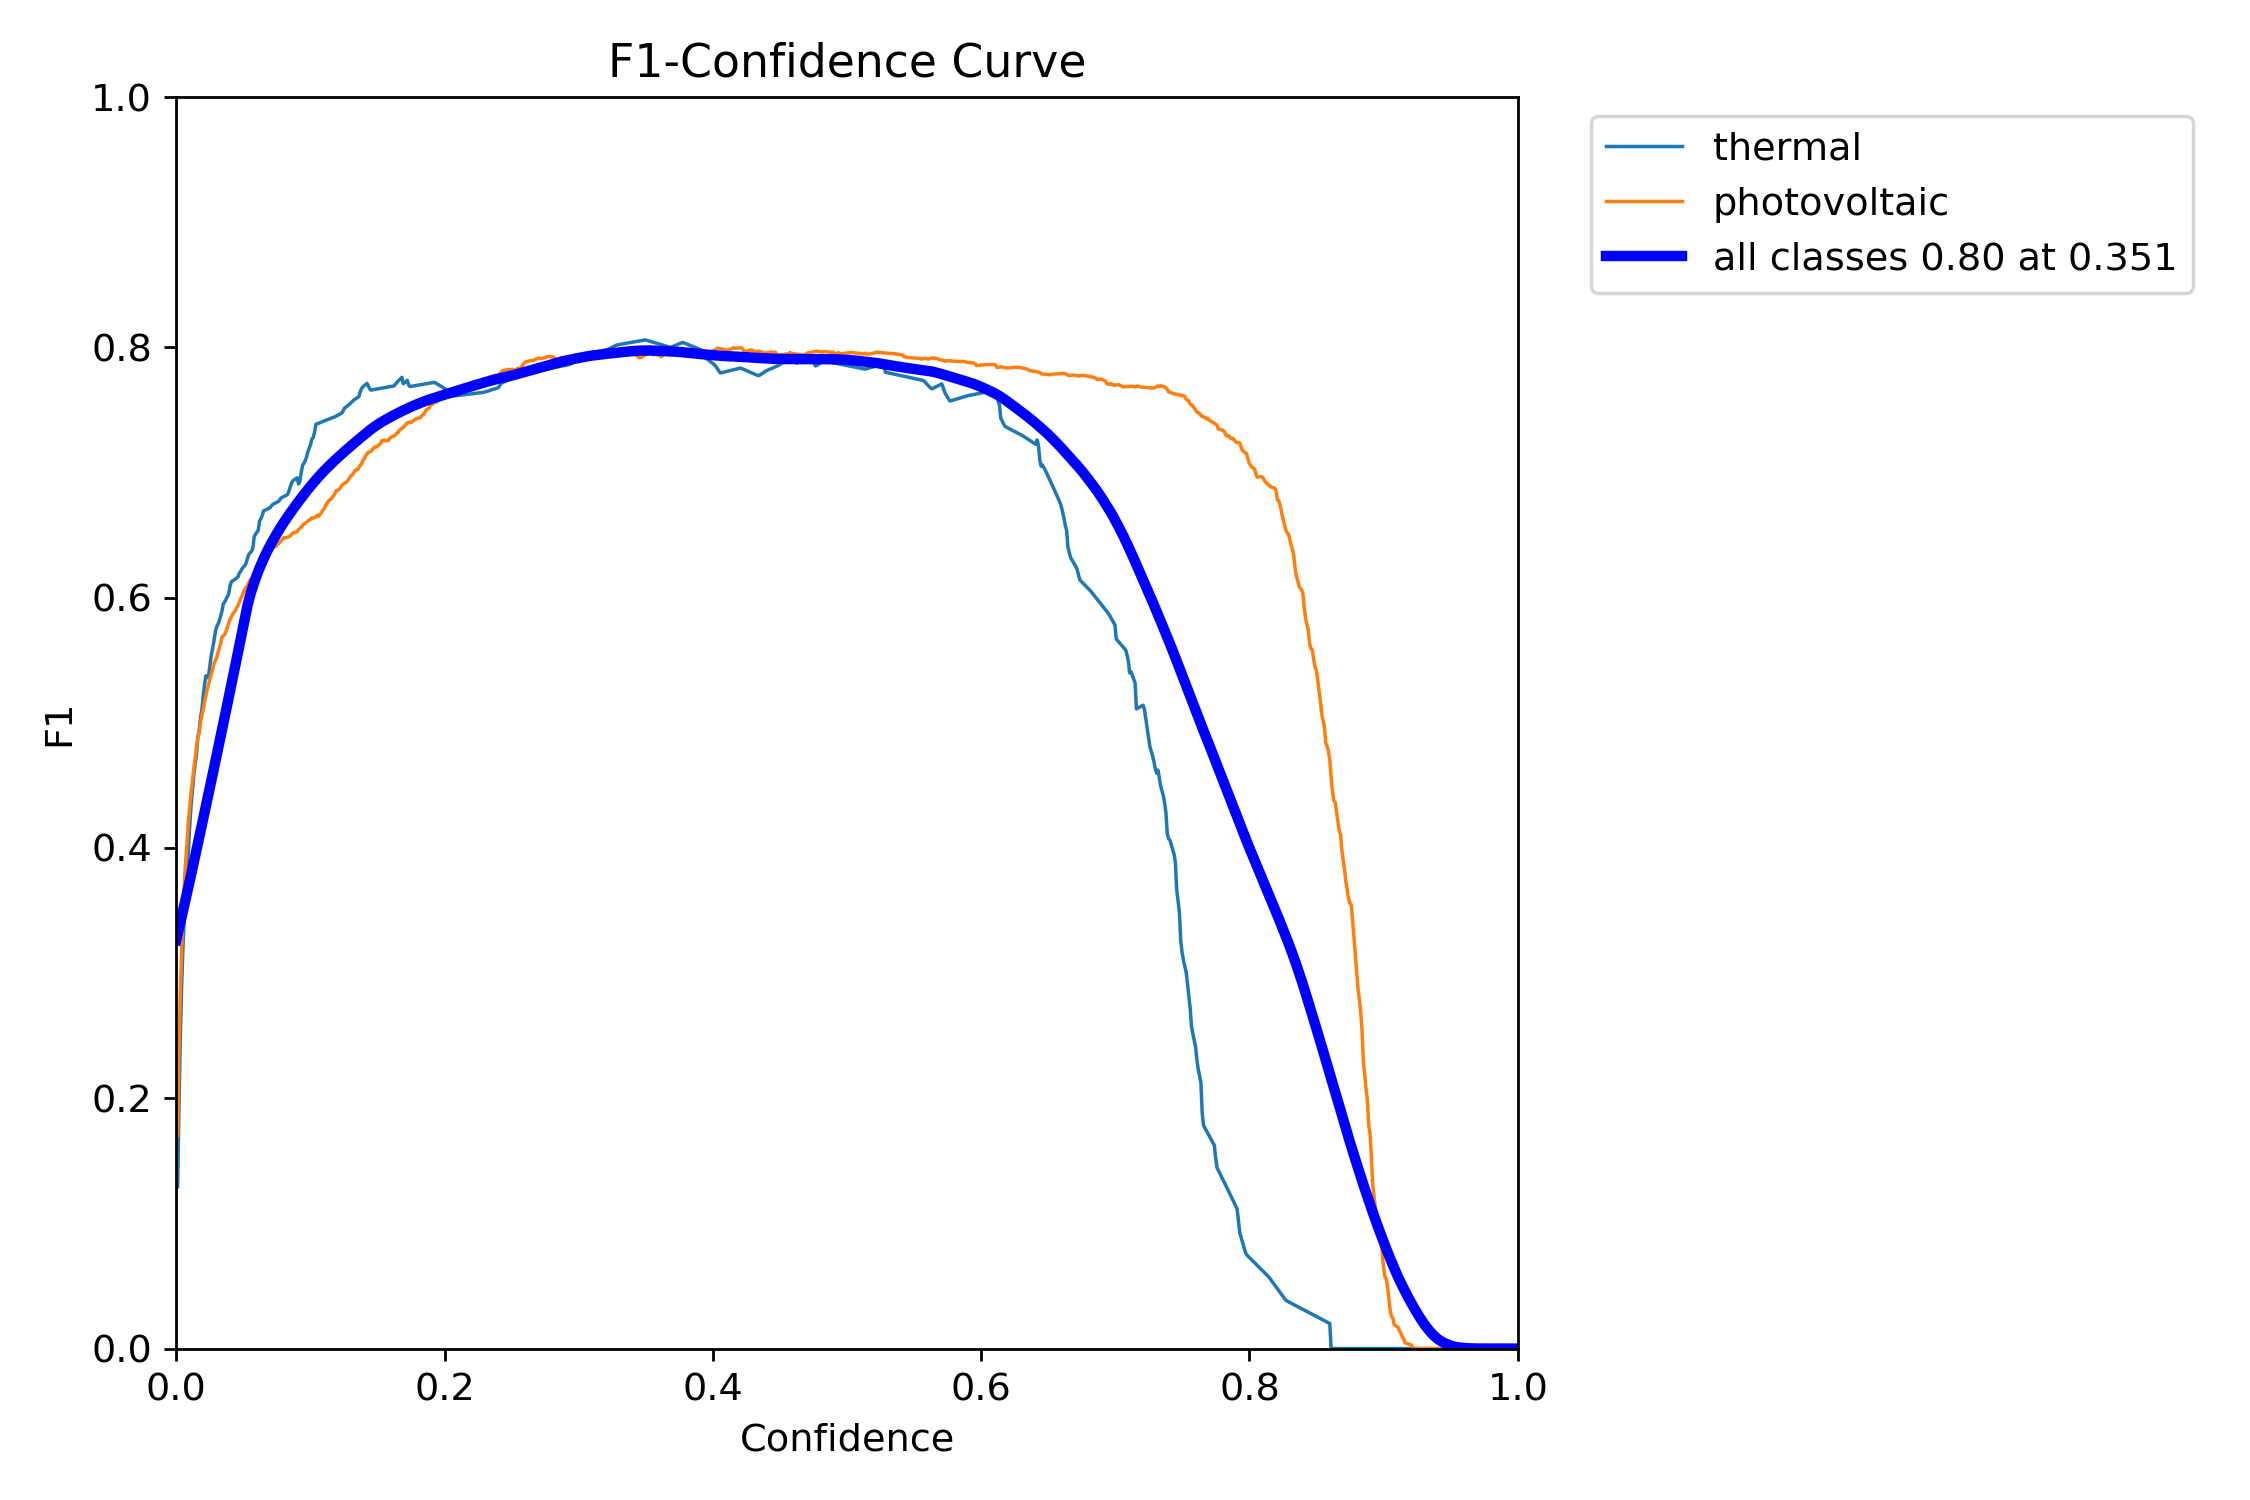 F1-Confidence Curve
1.0
0.8
0.6
0.4
0.2
0.0
F1
0.0 0.2 0.4 0.6 0.8 1.0
Confidence
thermal
photovoltaic
all classes 0.80 at 0.351